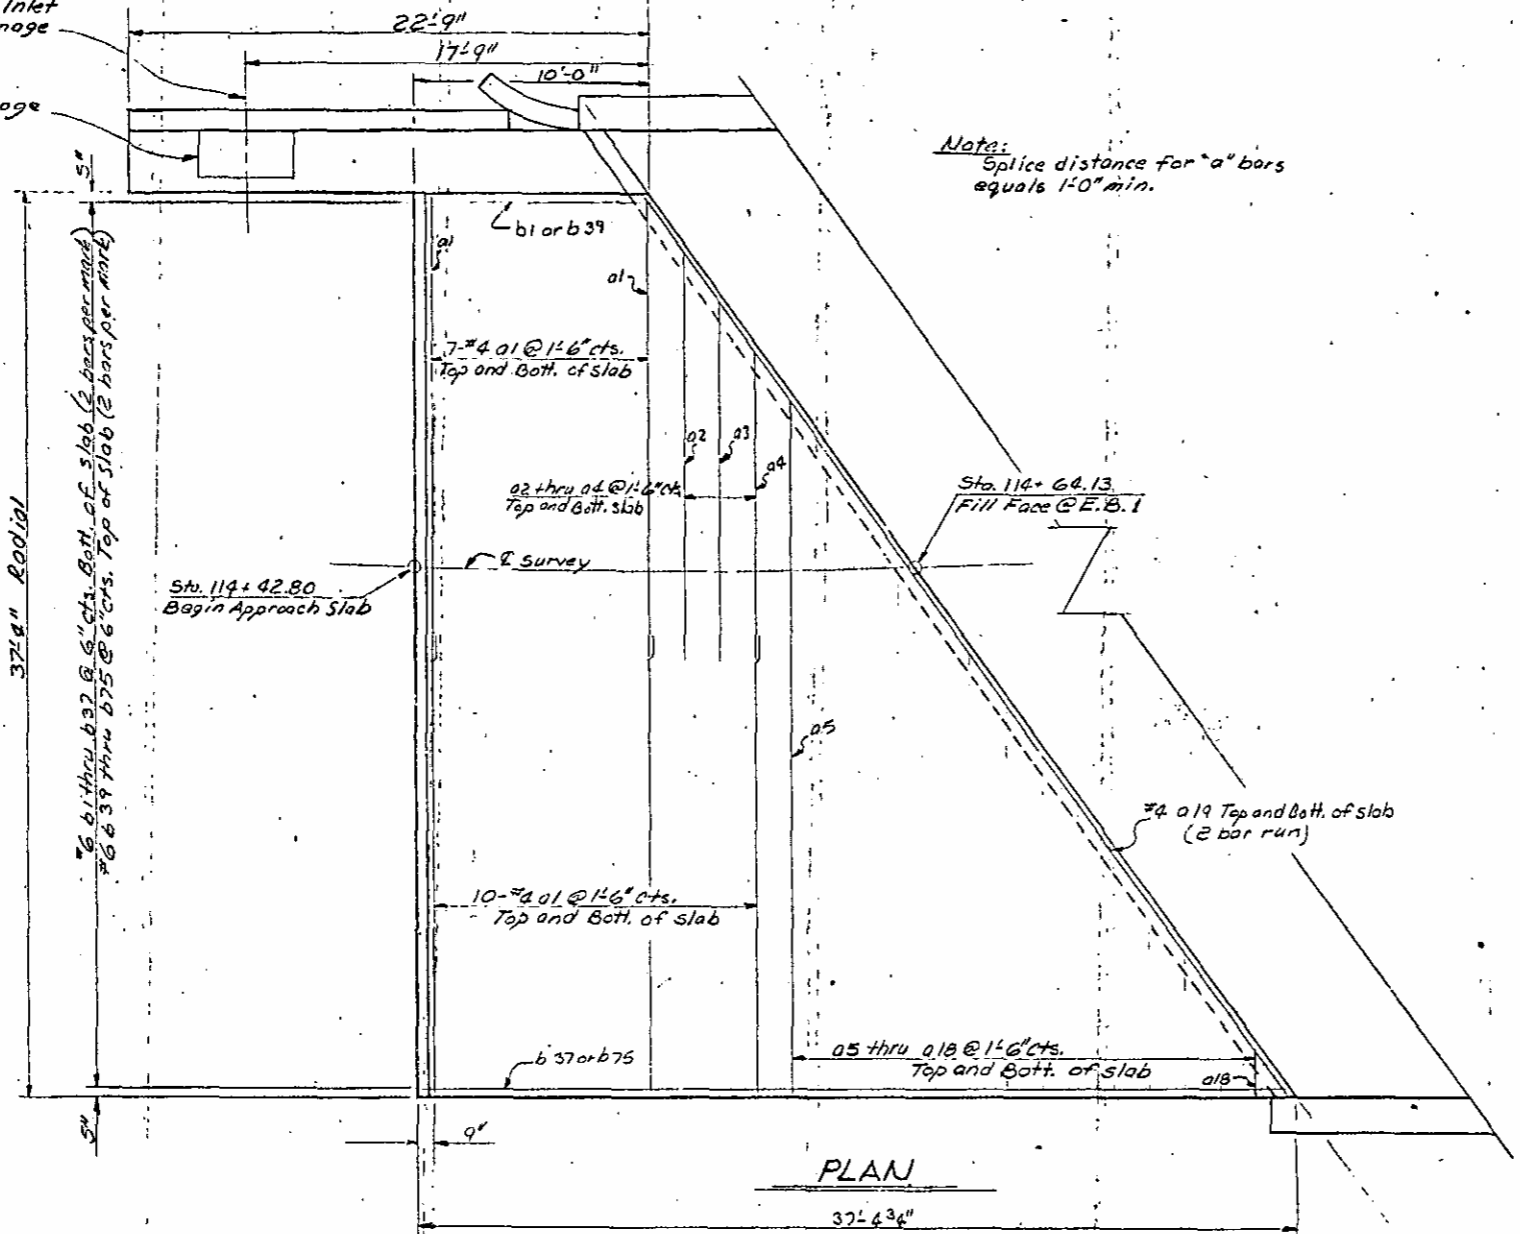 Inlet
22'-9"
17'-9"
10'-0"
5"
Note:
Splice distance for "a" bars
equals 1'-0" min.
b1 or b39
a1
a1
7-#4 a1 @ 1'-6" cts.
Top and Bott. of slab
a2
a3
a4
a2 thru a4 @ 1'-6" cts
Top and Bott. slab
Sta. 114+64.13
Fill Face @ E.B. 1
℄ Survey
Sta. 114+42.80
Begin Approach Slab
37'-4" Radial
#6 b1 thru b37 @ 6" cts. Bott. of slab (2 bars per mark)
#6 b39 thru b75 @ 6" cts. Top of slab (2 bars per mark)
a5
#4 a19 Top and Bott. of slab
(2 bar run)
10-#4 a1 @ 1'-6" cts.
Top and Bott. of slab
b37 or b75
a5 thru a18 @ 1'-6" cts.
Top and Bott. of slab
a18
5"
9"
PLAN
37'-4 3/4"